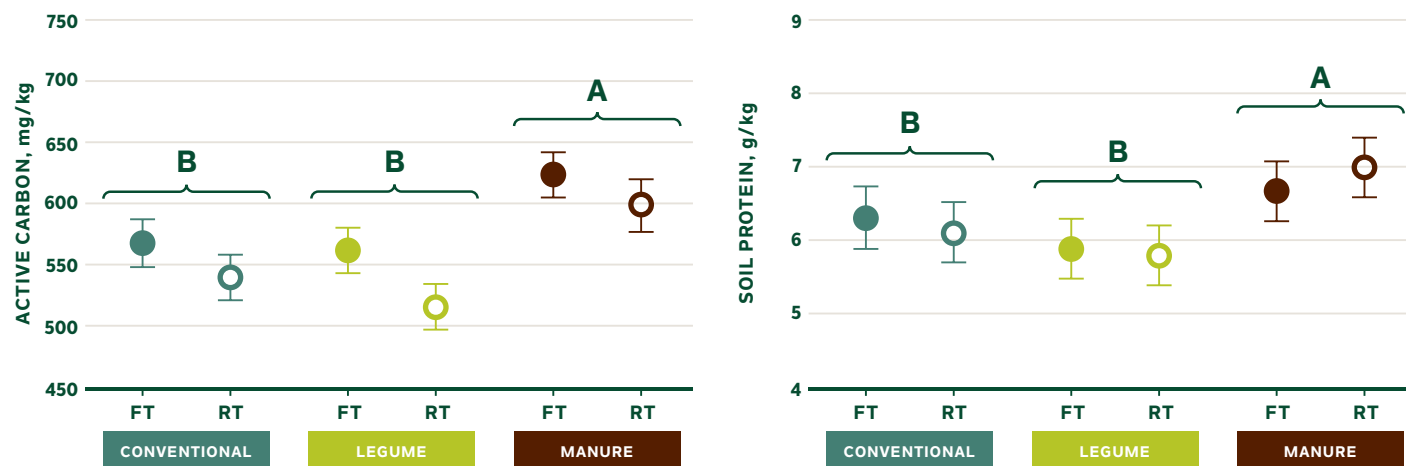 ACTIVE CARBON, mg/kg
750
700
650
600
550
500
450
B
B
A
FT
RT
FT
RT
FT
RT
CONVENTIONAL
LEGUME
MANURE
SOIL PROTEIN, g/kg
9
8
7
6
5
4
B
B
A
FT
RT
FT
RT
FT
RT
CONVENTIONAL
LEGUME
MANURE